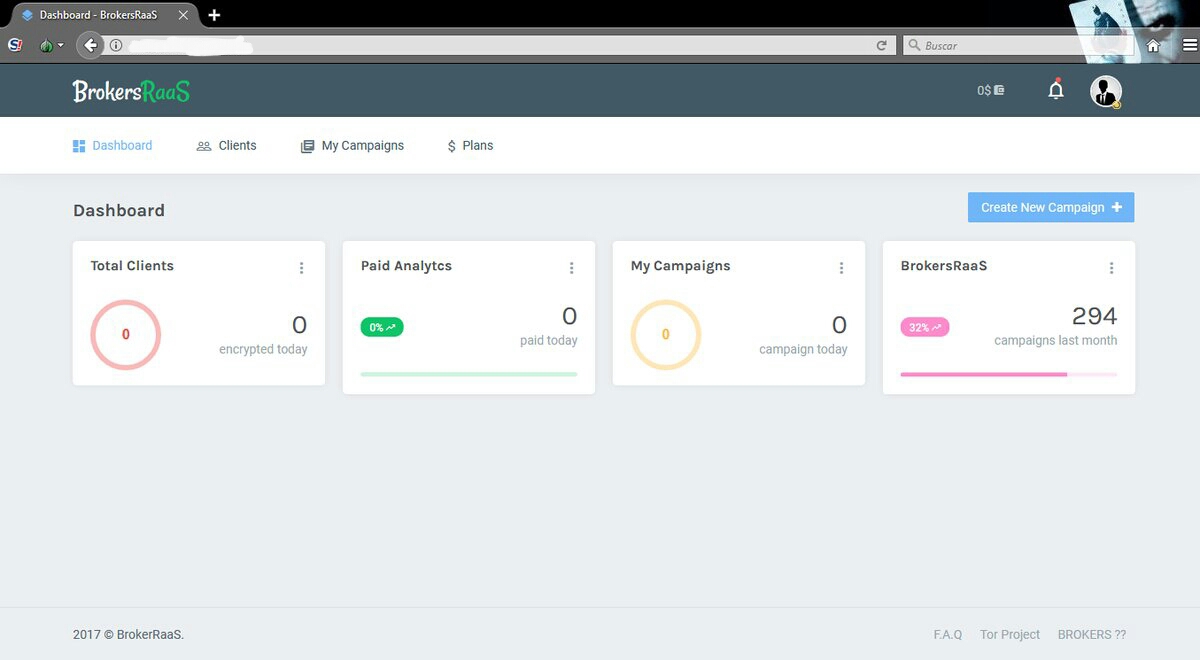 Dashboard - BrokersRaaS
Buscar
BrokersRaaS
0$
Dashboard Clients My Campaigns $ Plans
Dashboard
Create New Campaign +
Total Clients
0
0
encrypted today
Paid Analytcs
0%
0
paid today
My Campaigns
0
0
campaign today
BrokersRaaS
32%
294
campaigns last month
2017 © BrokerRaaS.
F.A.Q Tor Project BROKERS ??